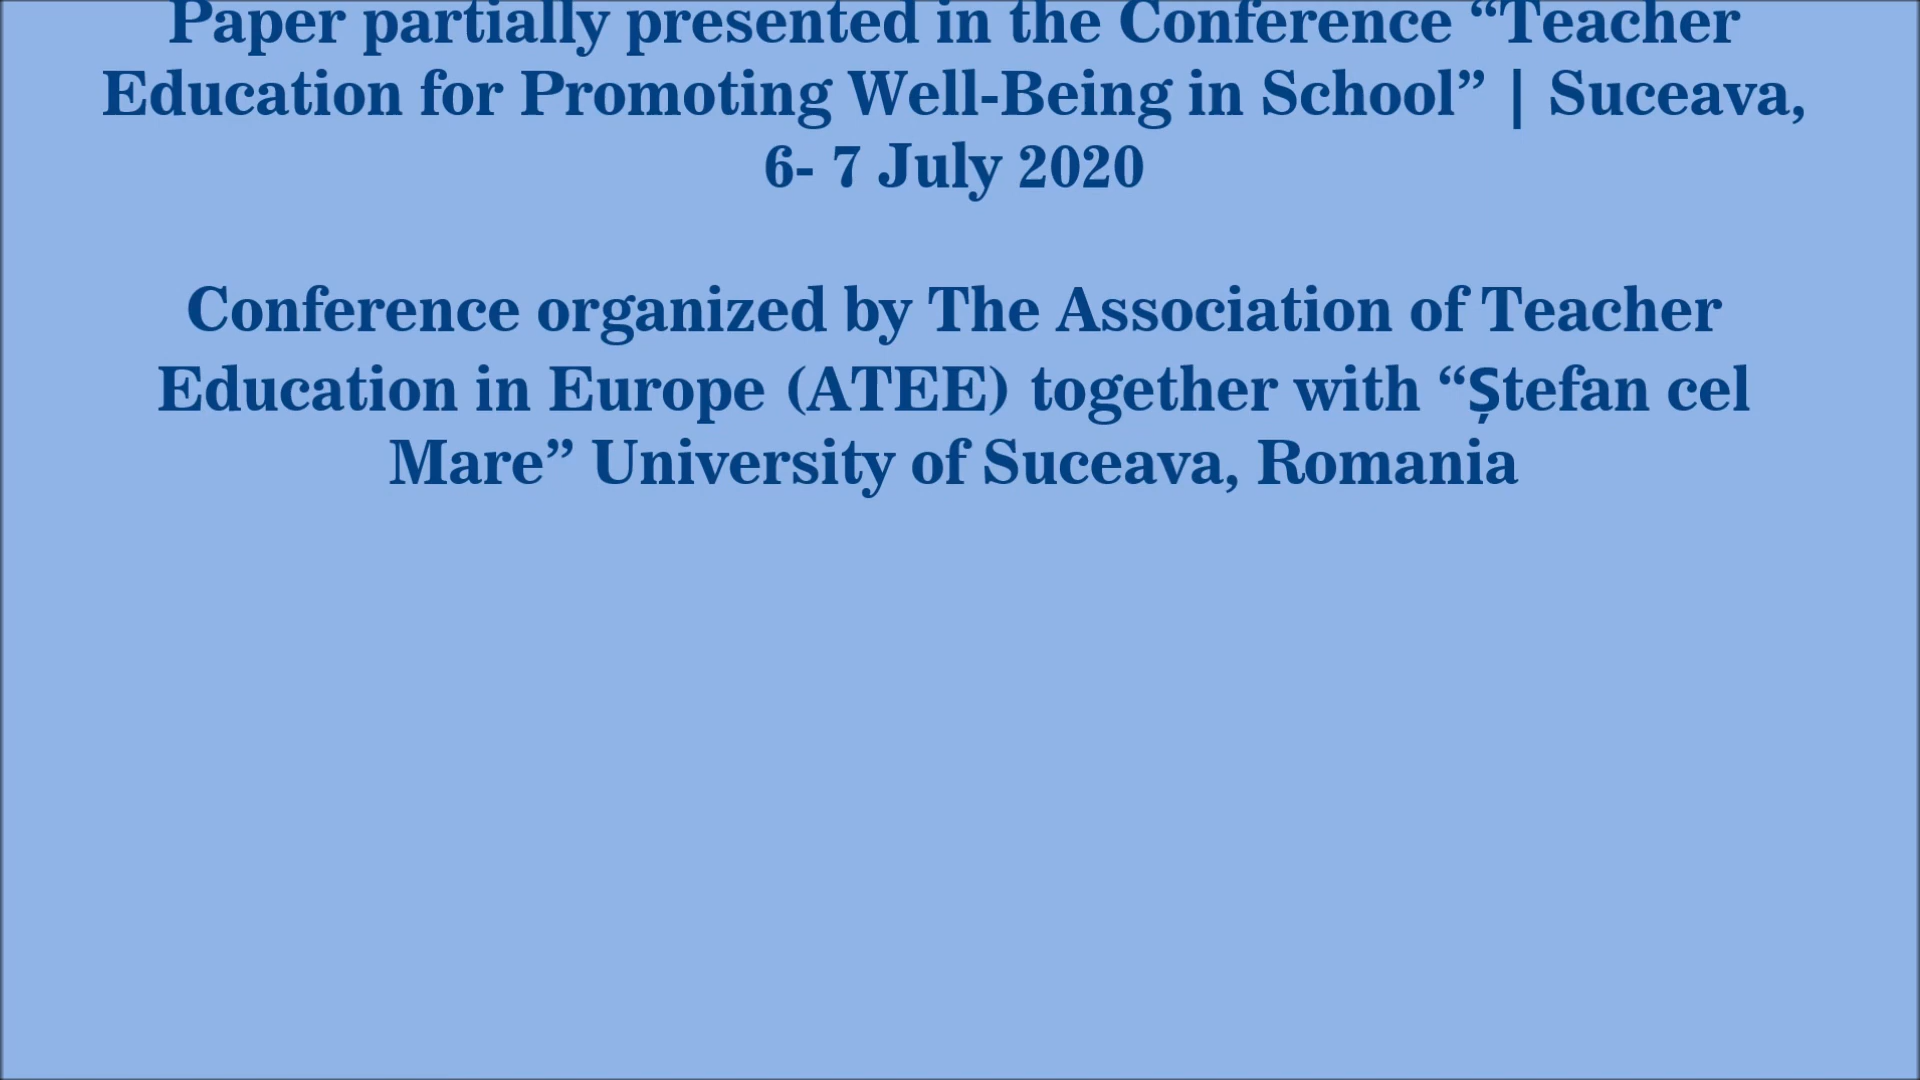 Paper partially presented in the Conference “Teacher
Education for Promoting Well-Being in School” | Suceava,
6- 7 July 2020
Conference organized by The Association of Teacher
Education in Europe (ATEE) together with “Ștefan cel
Mare” University of Suceava, Romania